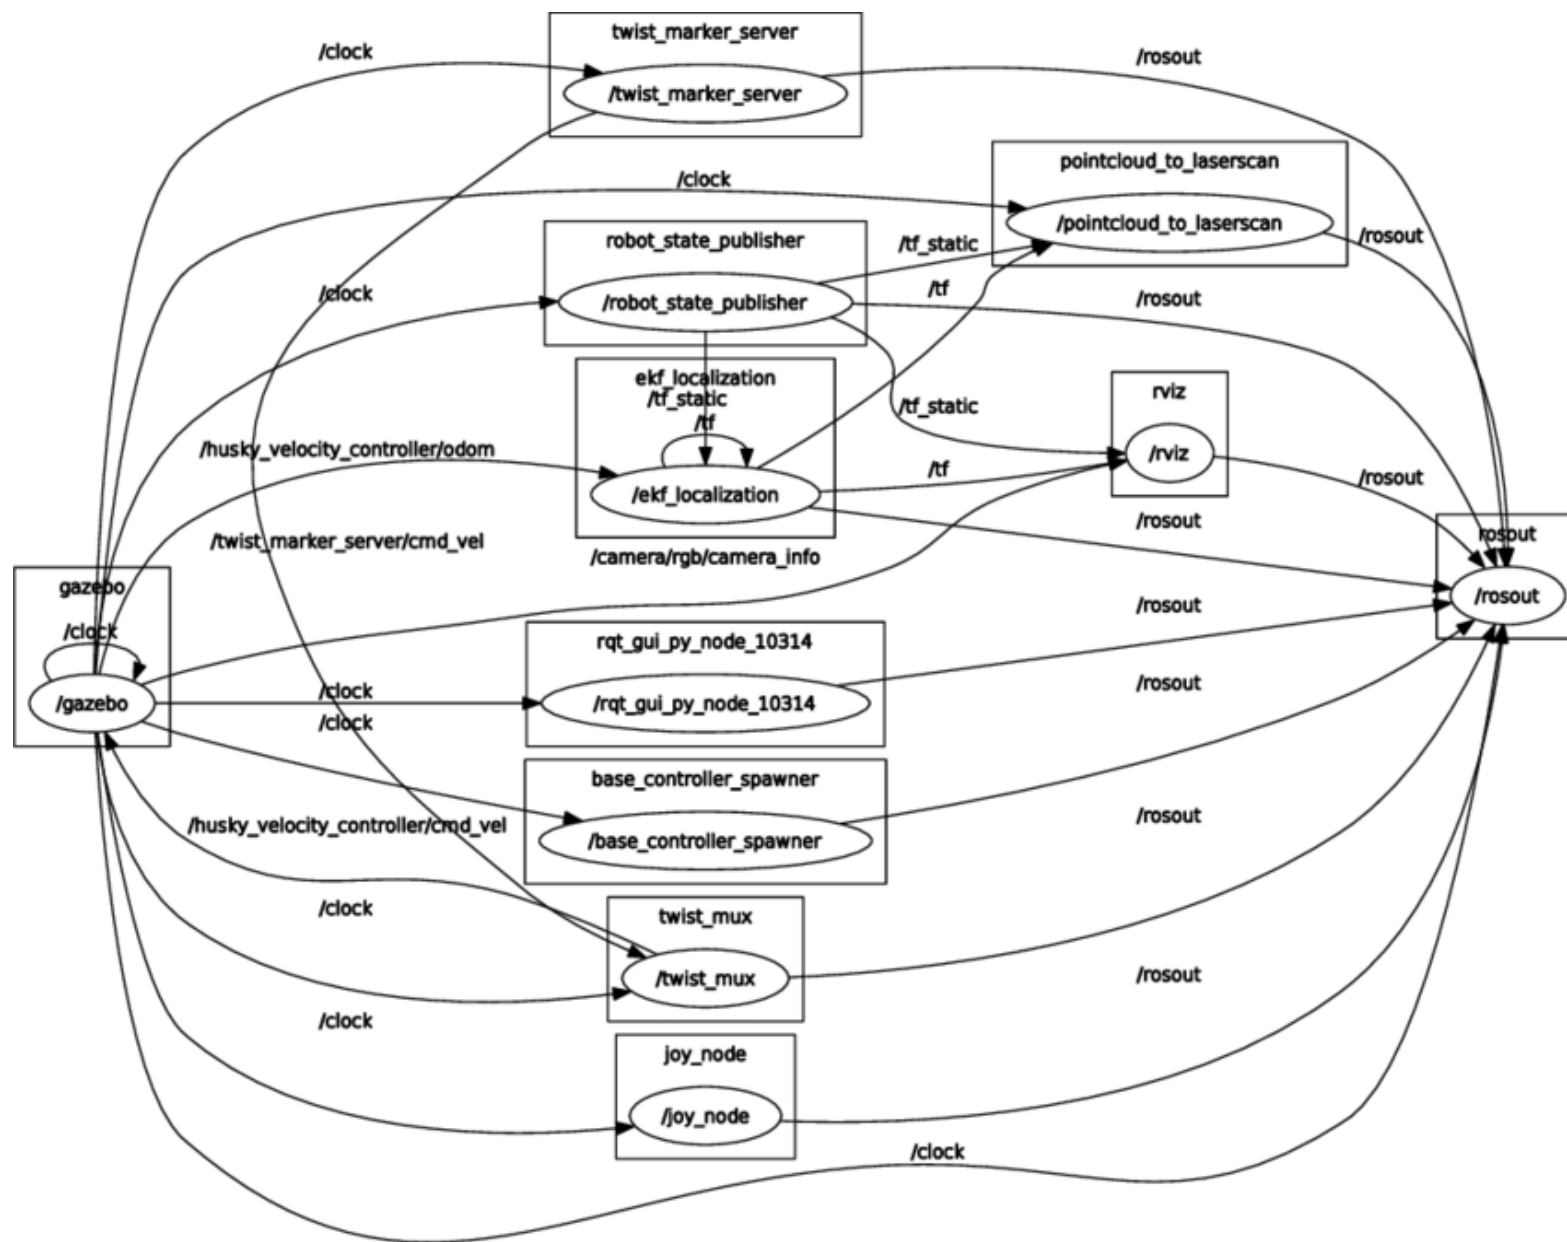 twist_marker_server
/clock
/rosout
/twist_marker_server
pointcloud_to_laserscan
/clock
/pointcloud_to_laserscan
/rosout
robot_state_publisher
/tf_static
/clock
/robot_state_publisher
/tf
/rosout
ekf_localization
/tf_static
/tf
rviz
/tf_static
/husky_velocity_controller/odom
/rviz
/tf
/rosout
/ekf_localization
/rosout
/twist_marker_server/cmd_vel
/camera/rgb/camera_info
rosout
gazebo
/rosout
/rosout
/clock
rqt_gui_py_node_10314
/gazebo
/clock
/rqt_gui_py_node_10314
/rosout
/clock
base_controller_spawner
/husky_velocity_controller/cmd_vel
/base_controller_spawner
/rosout
/clock
twist_mux
/twist_mux
/rosout
/clock
joy_node
/joy_node
/clock